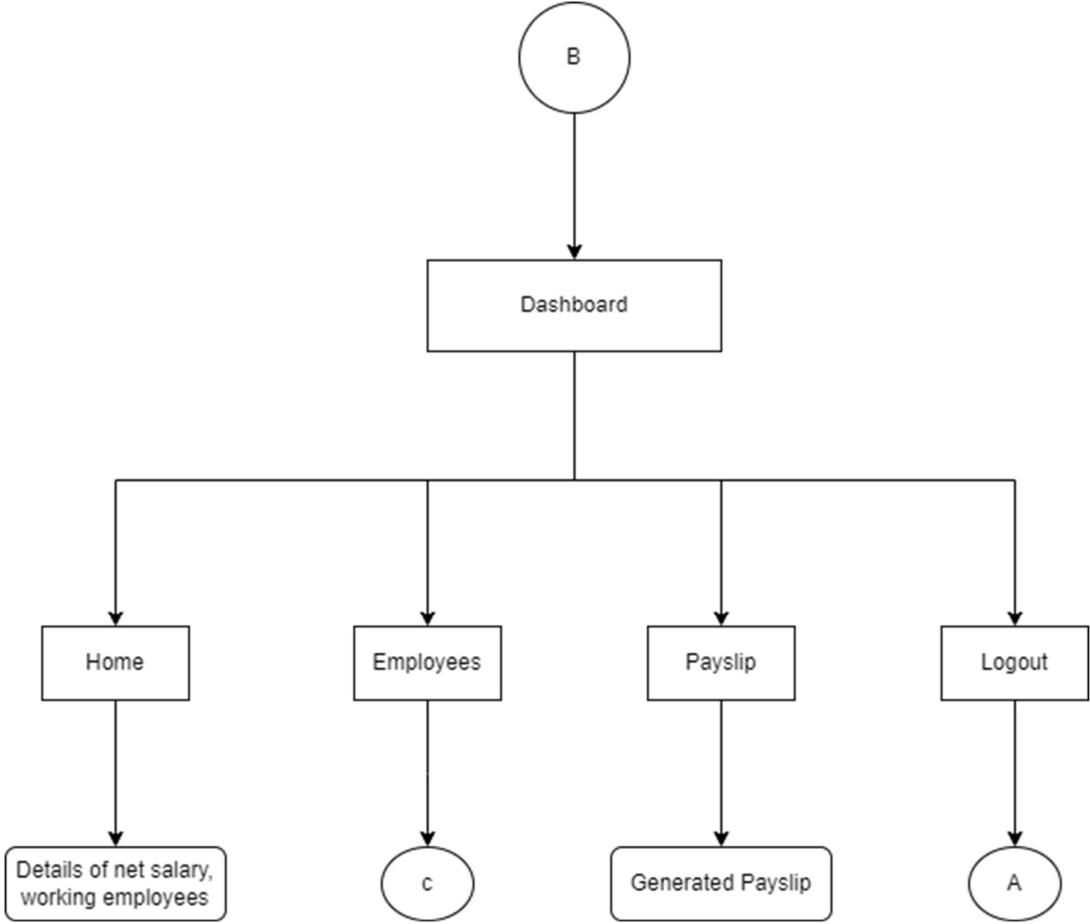 B
Dashboard
Home
Employees
Payslip
Logout
Details of net salary,
working employees
c
Generated Payslip
A